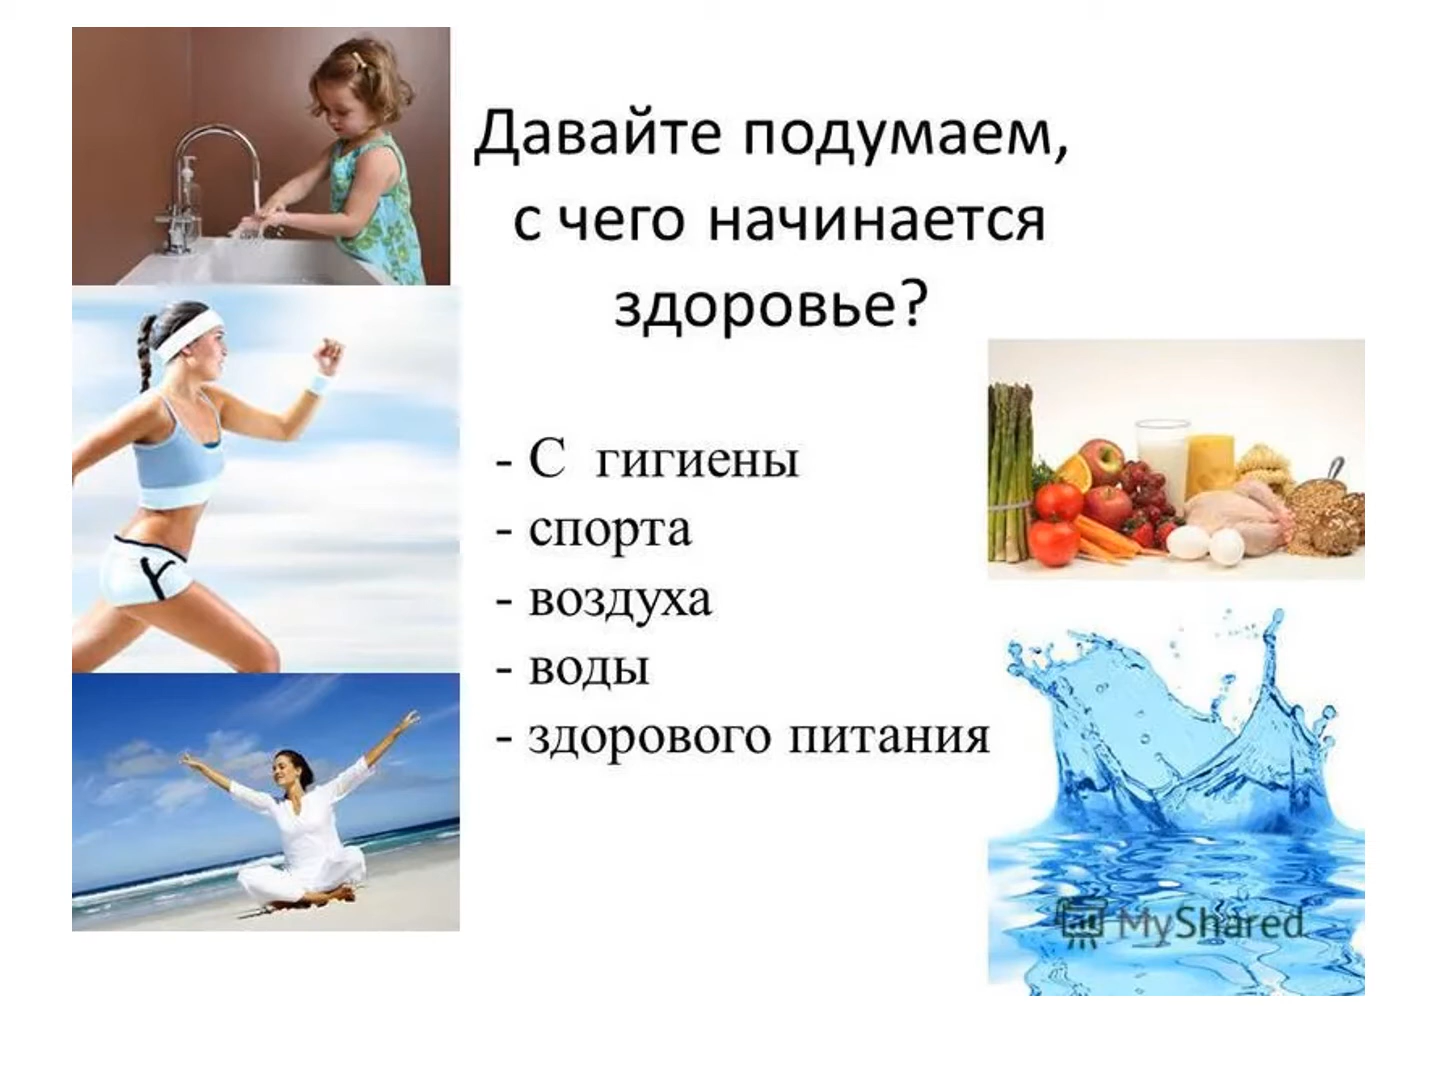 Давайте подумаем,
с чего начинается
здоровье?
- С гигиены
- спорта
- воздуха
- воды
- здорового питания
MyShared